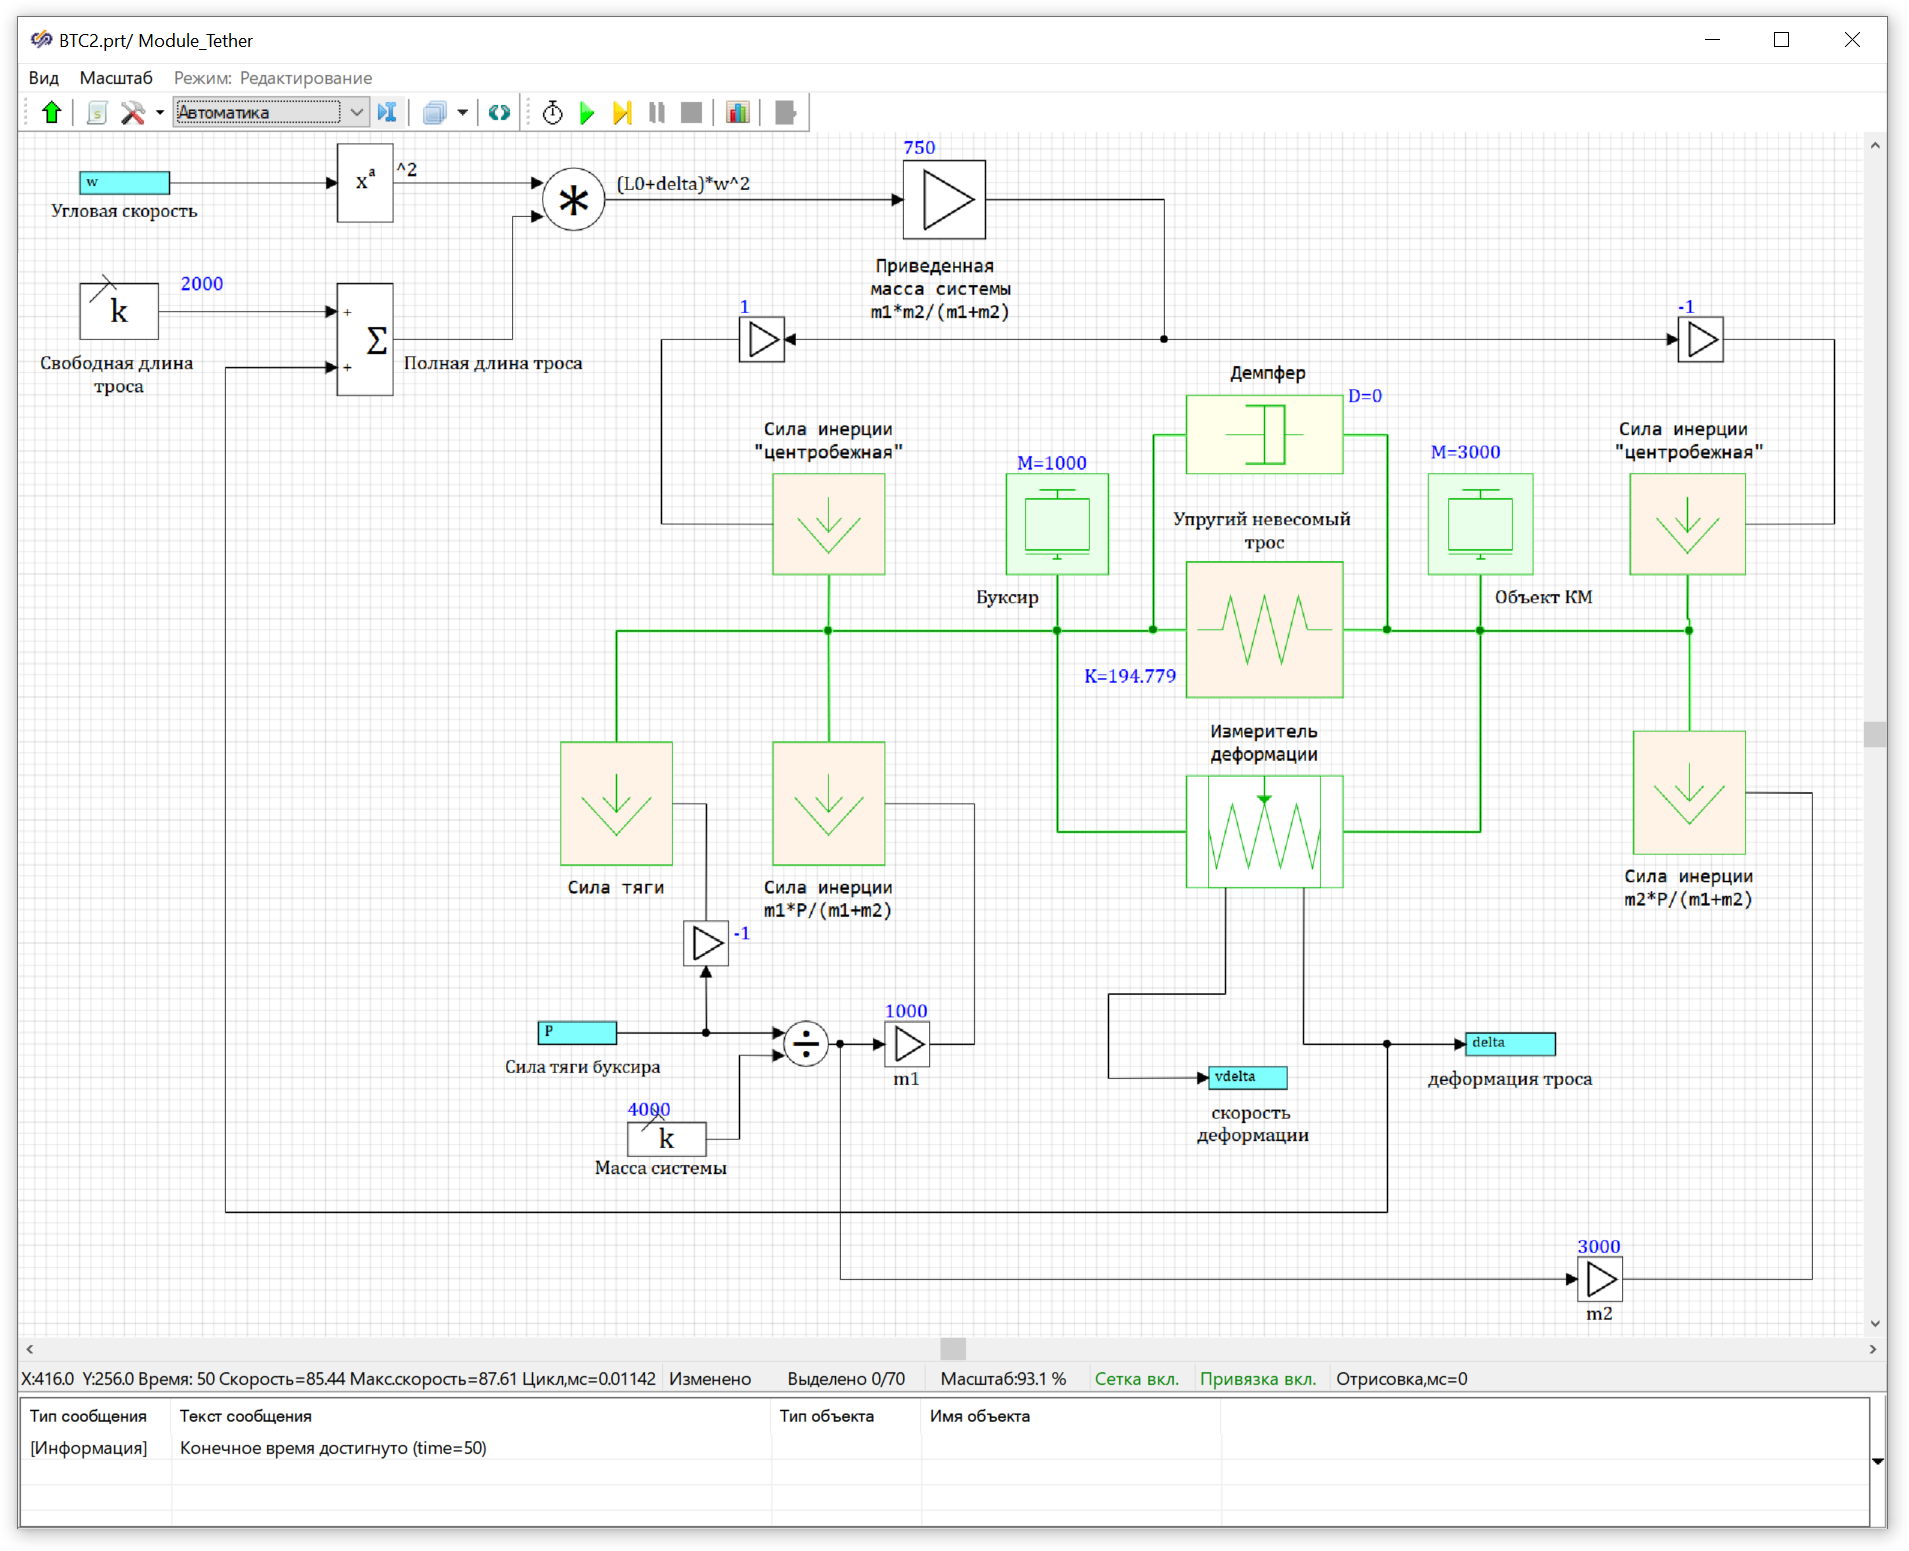 BTC2.prt/ Module_Tether
Вид Масштаб Режим: Редактирование
Автоматика
750
w
x^a
^2
(L0+delta)*w^2
Угловая скорость
*
Приведенная
масса системы
m1*m2/(m1+m2)
2000
k
+
Σ
+
1
-1
Свободная длина
троса
Полная длина троса
Демпфер
D=0
Сила инерции
"центробежная"
M=1000
M=3000
Сила инерции
"центробежная"
Упругий невесомый
трос
Буксир
Объект КМ
K=194.779
Измеритель
деформации
Сила тяги
Сила инерции
m1*P/(m1+m2)
Сила инерции
m2*P/(m1+m2)
-1
P
÷
1000
m1
Сила тяги буксира
delta
деформация троса
vdelta
скорость
деформации
4000
k
Масса системы
3000
m2
X:416.0 Y:256.0 Время: 50 Скорость=85.44 Макс.скорость=87.61 Цикл,мс=0.01142 Изменено Выделено 0/70 Масштаб:93.1 % Сетка вкл. Привязка вкл. Отрисовка,мс=0
Тип сообщения Текст сообщения Тип объекта Имя объекта
[Информация] Конечное время достигнуто (time=50)